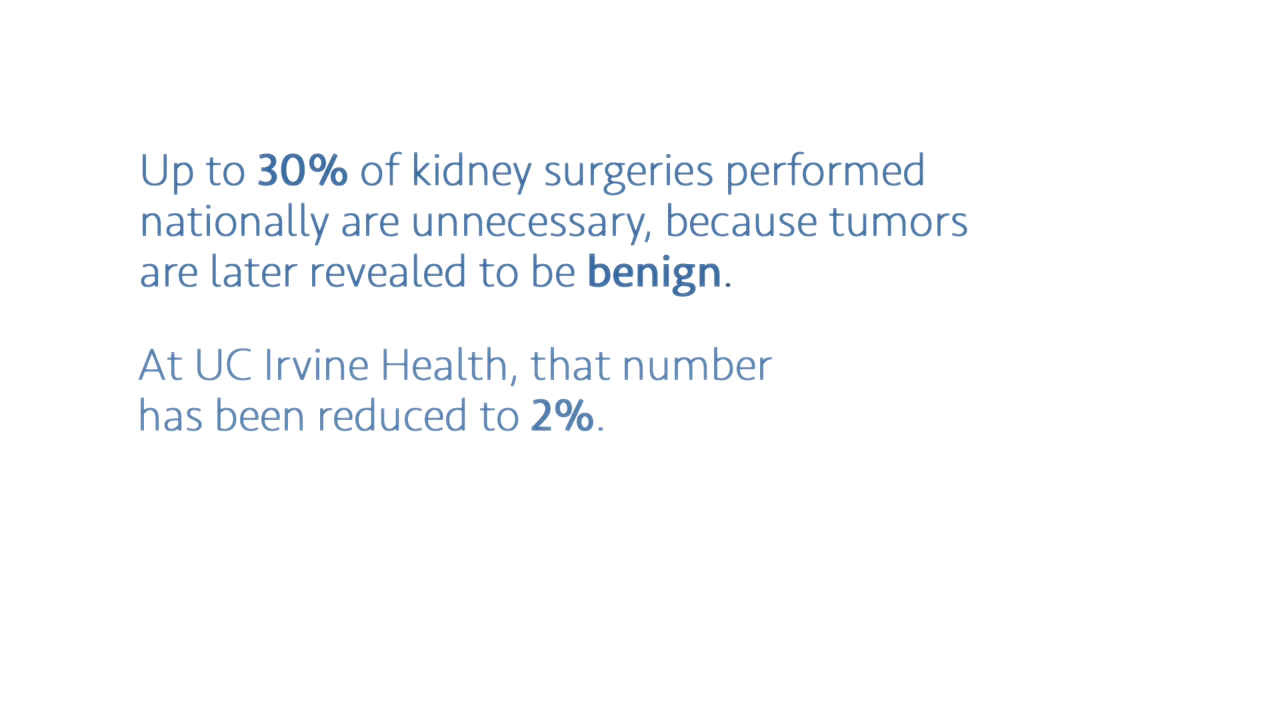 Up to 30% of kidney surgeries performed
nationally are unnecessary, because tumors
are later revealed to be benign.
At UC Irvine Health, that number
has been reduced to 2%.